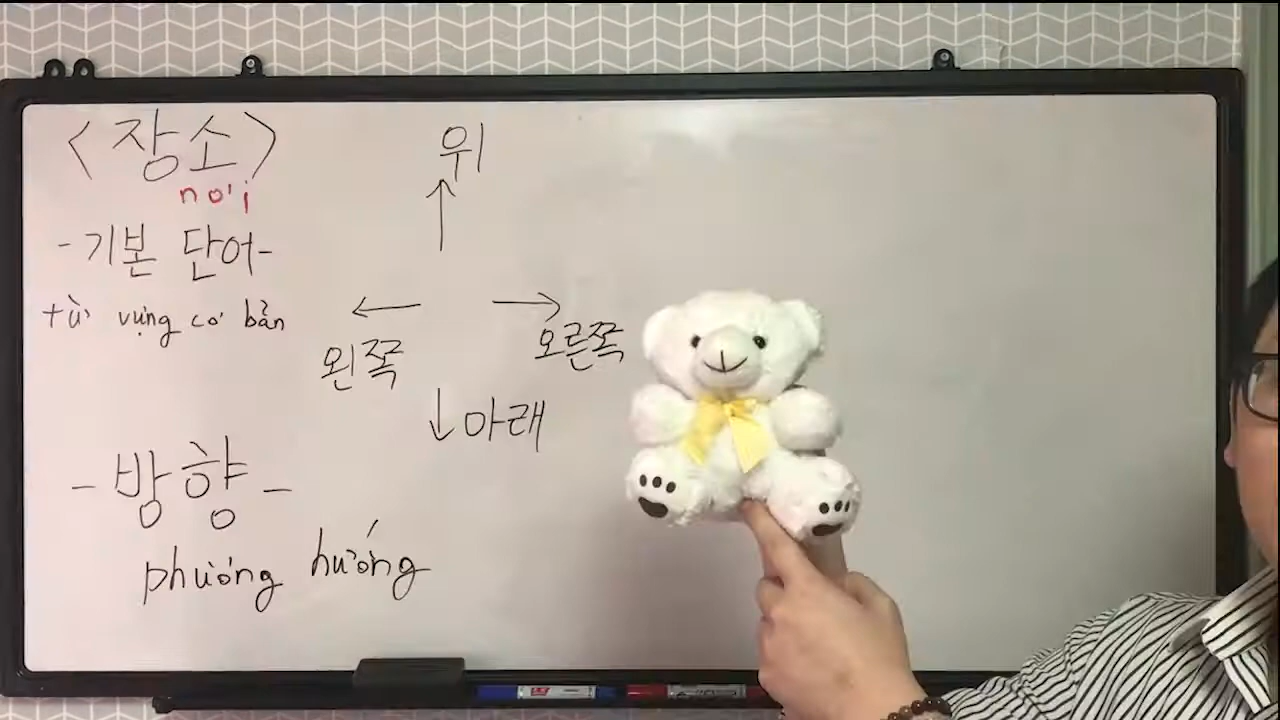 <장소>
nơi
-기본 단어-
từ vựng cơ bản
-방향-
phương hướng
위
↑
← →
왼쪽 오른쪽
↓아래